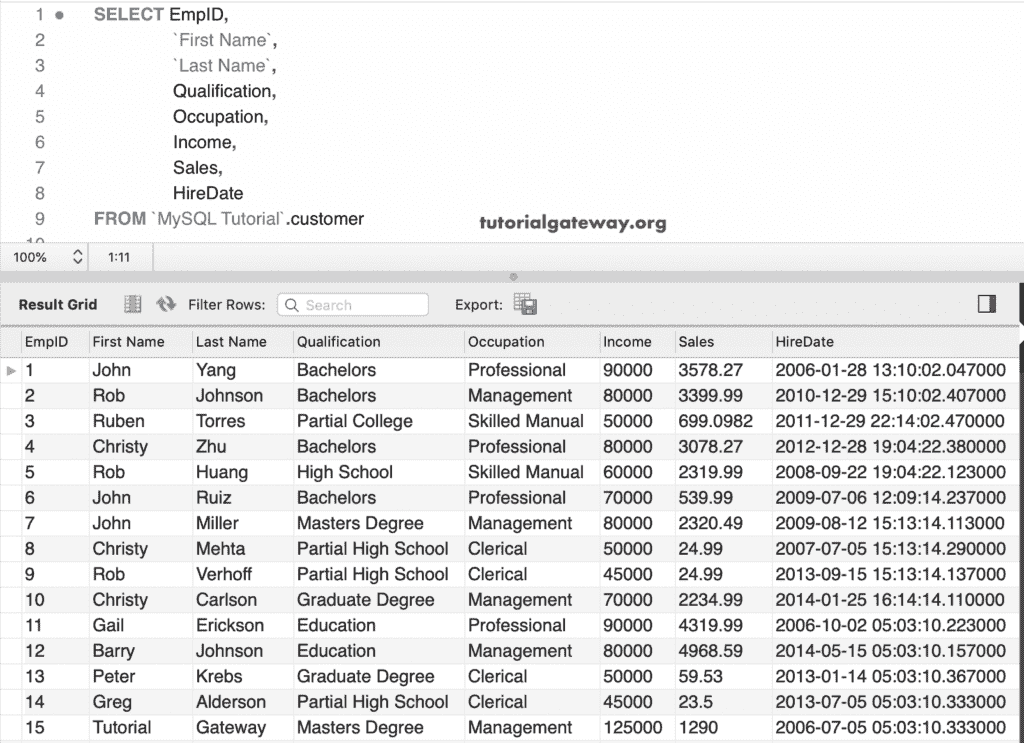 1 SELECT EmpID,
2 `First Name`,
3 `Last Name`,
4 Qualification,
5 Occupation,
6 Income,
7 Sales,
8 HireDate
9 FROM `MySQL Tutorial`.customer
tutorialgateway.org
10
100% 1:11
Result Grid Filter Rows: Search Export:
EmpID First Name Last Name Qualification Occupation Income Sales HireDate
1 John Yang Bachelors Professional 90000 3578.27 2006-01-28 13:10:02.047000
2 Rob Johnson Bachelors Management 80000 3399.99 2010-12-29 15:10:02.407000
3 Ruben Torres Partial College Skilled Manual 50000 699.0982 2011-12-29 22:14:02.470000
4 Christy Zhu Bachelors Professional 80000 3078.27 2012-12-28 19:04:22.380000
5 Rob Huang High School Skilled Manual 60000 2319.99 2008-09-22 19:04:22.123000
6 John Ruiz Bachelors Professional 70000 539.99 2009-07-06 12:09:14.237000
7 John Miller Masters Degree Management 80000 2320.49 2009-08-12 15:13:14.113000
8 Christy Mehta Partial High School Clerical 50000 24.99 2007-07-05 15:13:14.290000
9 Rob Verhoff Partial High School Clerical 45000 24.99 2013-09-15 15:13:14.137000
10 Christy Carlson Graduate Degree Management 70000 2234.99 2014-01-25 16:14:14.110000
11 Gail Erickson Education Professional 90000 4319.99 2006-10-02 05:03:10.223000
12 Barry Johnson Education Management 80000 4968.59 2014-05-15 05:03:10.157000
13 Peter Krebs Graduate Degree Clerical 50000 59.53 2013-01-14 05:03:10.367000
14 Greg Alderson Partial High School Clerical 45000 23.5 2013-07-05 05:03:10.333000
15 Tutorial Gateway Masters Degree Management 125000 1290 2006-07-05 05:03:10.333000